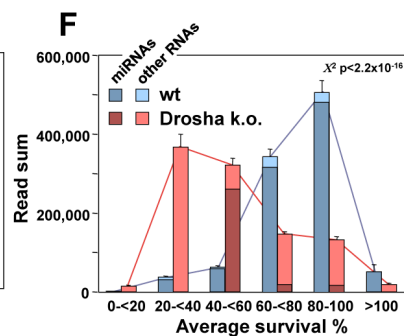 F
miRNAs
other RNAs
wt
Drosha k.o.
X² p<2.2x10⁻¹⁶
Read sum
600,000
400,000
200,000
0
0-<20 20-<40 40-<60 60-<80 80-100 >100
Average survival %